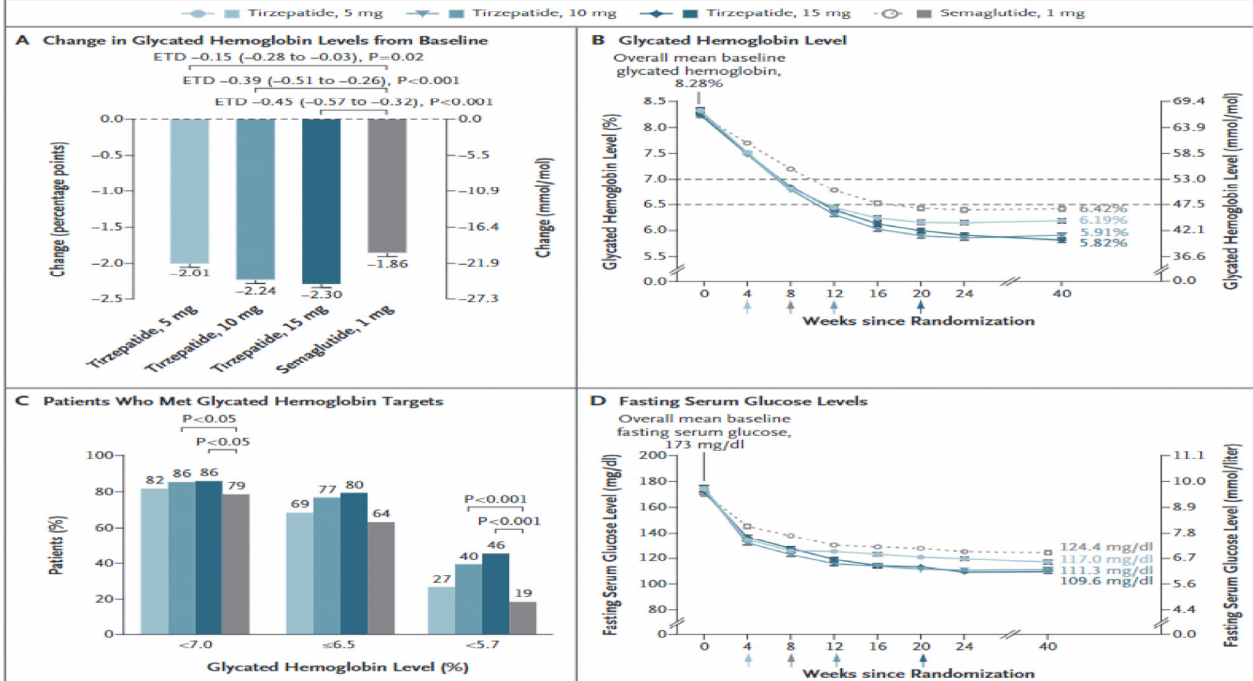 Tirzepatide, 5 mg Tirzepatide, 10 mg Tirzepatide, 15 mg Semaglutide, 1 mg
A Change in Glycated Hemoglobin Levels from Baseline
ETD –0.15 (–0.28 to –0.03), P=0.02
ETD –0.39 (–0.51 to –0.26), P<0.001
ETD –0.45 (–0.57 to –0.32), P<0.001
Change (percentage points)
0.0
–0.5
–1.0
–1.5
–2.0
–2.5
–2.01
–2.24
–2.30
–1.86
0.0
–5.5
–10.9
–16.4
–21.9
–27.3
Change (mmol/mol)
Tirzepatide, 5 mg
Tirzepatide, 10 mg
Tirzepatide, 15 mg
Semaglutide, 1 mg
B Glycated Hemoglobin Level
Overall mean baseline
glycated hemoglobin,
8.28%
Glycated Hemoglobin Level (%)
8.5
8.0
7.5
7.0
6.5
6.0
5.5
0.0
6.42%
6.19%
5.91%
5.82%
69.4
63.9
58.5
53.0
47.5
42.1
36.6
0.0
Glycated Hemoglobin Level (mmol/mol)
0 4 8 12 16 20 24 40
Weeks since Randomization
C Patients Who Met Glycated Hemoglobin Targets
P<0.05
P<0.05
P<0.001
P<0.001
Patients (%)
100
80
60
40
20
0
82 86 86 79
69 77 80 64
27 40 46 19
<7.0 ≤6.5 <5.7
Glycated Hemoglobin Level (%)
D Fasting Serum Glucose Levels
Overall mean baseline
fasting serum glucose,
173 mg/dl
Fasting Serum Glucose Level (mg/dl)
200
180
160
140
120
100
80
0
124.4 mg/dl
117.0 mg/dl
111.3 mg/dl
109.6 mg/dl
11.1
10.0
8.9
7.8
6.7
5.6
4.4
0.0
Fasting Serum Glucose Level (mmol/liter)
0 4 8 12 16 20 24 40
Weeks since Randomization